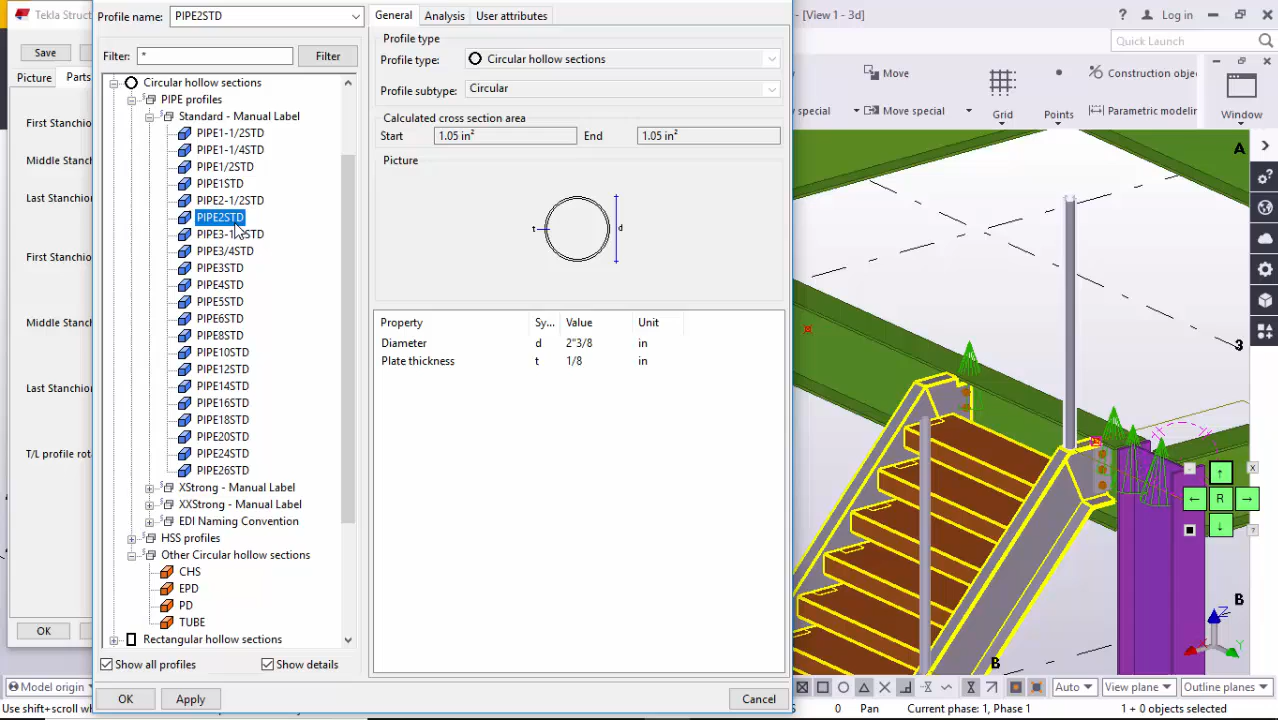 Tekla Struct
Profile name:
PIPE2STD
General
Analysis
User attributes
- [View 1 - 3d]
?
Log in
Save
Filter:
*
Filter
Profile type
Profile type:
Circular hollow sections
Quick Launch
Picture
Parts
Profile subtype:
Circular
Move
Construction obje
special
Move special
Grid
Points
Parametric modelin
Window
Circular hollow sections
PIPE profiles
Standard - Manual Label
PIPE1-1/2STD
PIPE1-1/4STD
PIPE1/2STD
PIPE1STD
PIPE2-1/2STD
PIPE2STD
PIPE3/4STD
PIPE3STD
PIPE4STD
PIPE5STD
PIPE6STD
PIPE8STD
PIPE10STD
PIPE12STD
PIPE14STD
PIPE16STD
PIPE18STD
PIPE20STD
PIPE24STD
PIPE26STD
XStrong - Manual Label
XXStrong - Manual Label
EDI Naming Convention
HSS profiles
Other Circular hollow sections
CHS
EPD
PD
TUBE
Rectangular hollow sections
Show all profiles
Show details
Calculated cross section area
Start
1.05 in²
End
1.05 in²
Picture
t
d
Property
Sy...
Value
Unit
Diameter
d
2"3/8
in
Plate thickness
t
1/8
in
First Stanchio
Middle Stanc
Last Stanchio
First Stanchio
Middle Stanc
Last Stanchio
T/L profile rot
OK
OK
Apply
Cancel
A
3
B
B
R
X
?
Z
Model origin
Auto
View plane
Outline planes
Use shift+scroll wh
S
0
Pan
Current phase: 1, Phase 1
1 + 0 objects selected